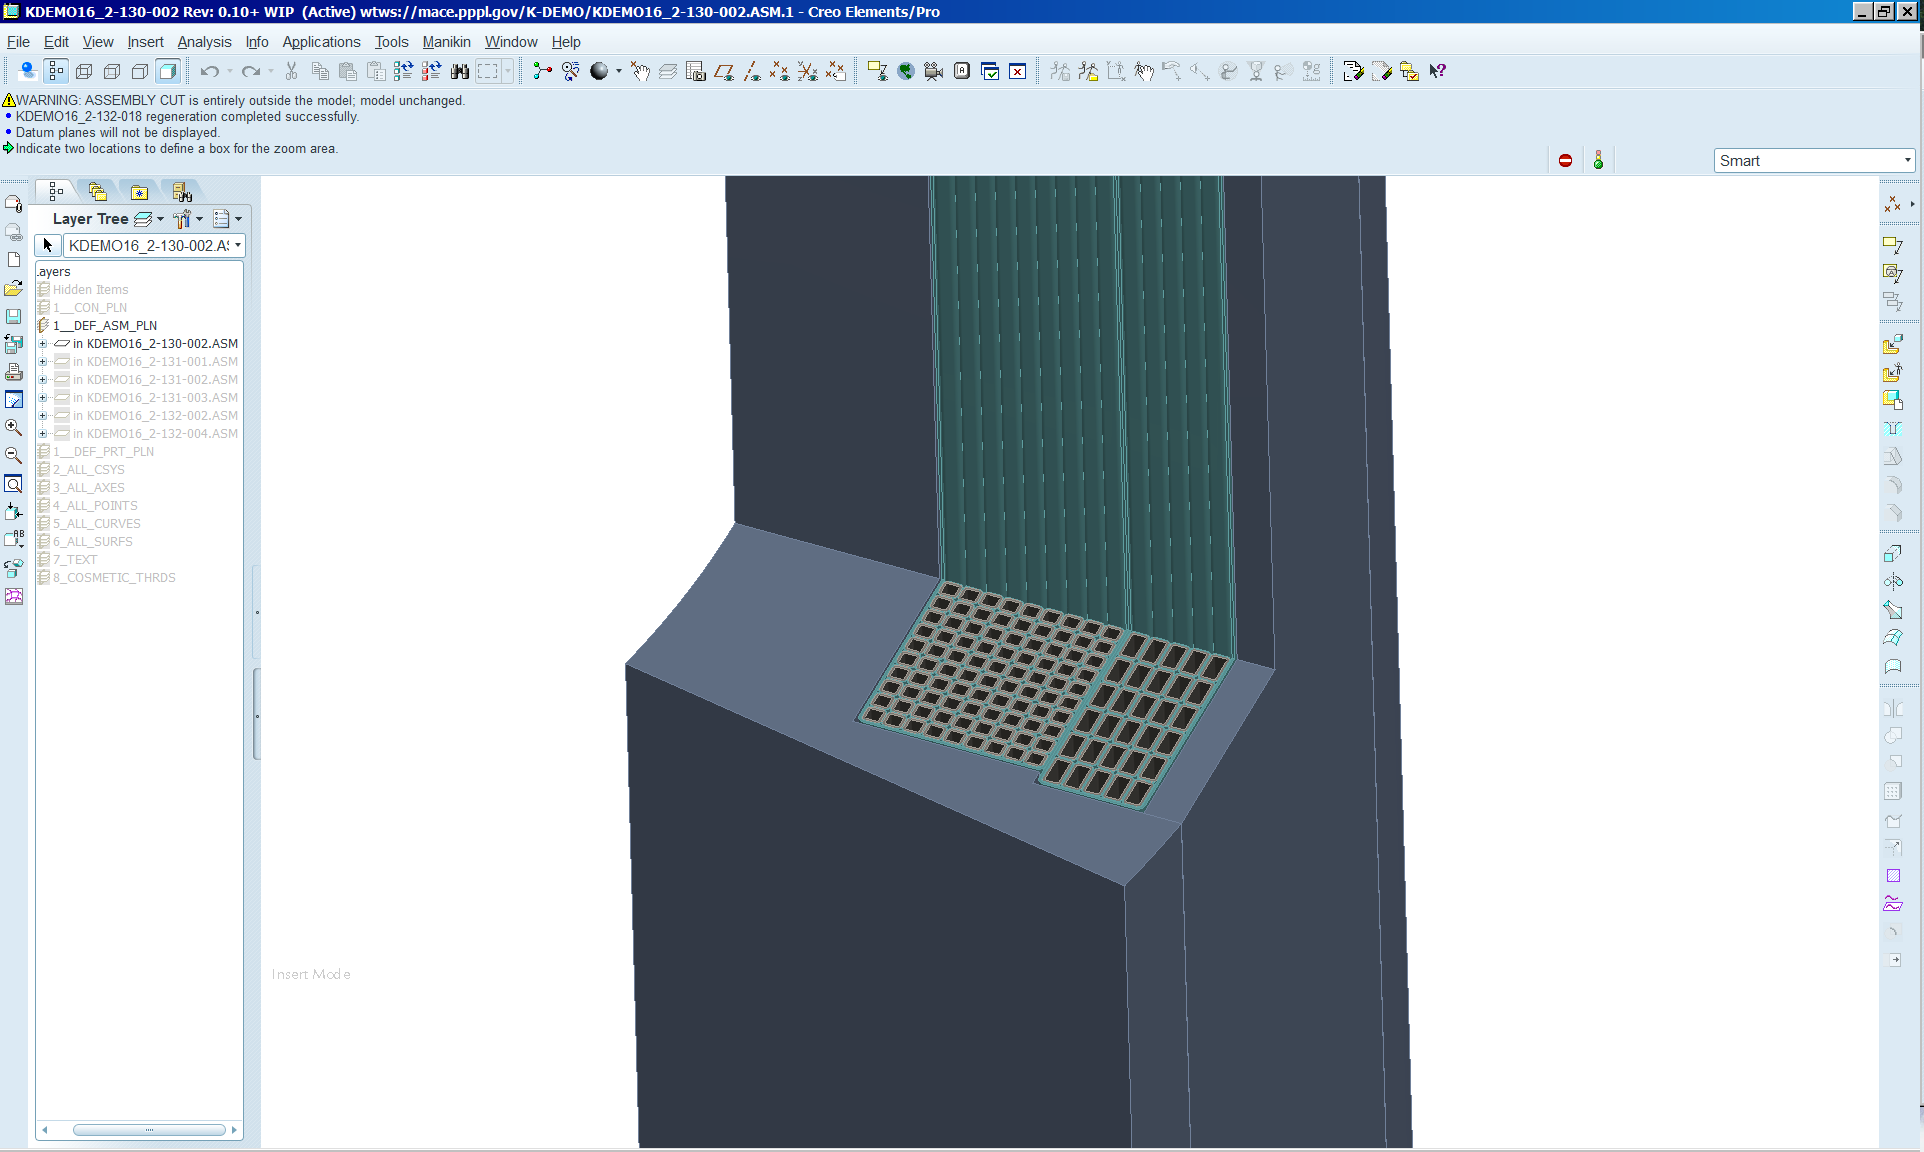 KDEMO16_2-130-002 Rev: 0.10+ WIP (Active) wtws://mace.pppl.gov/K-DEMO/KDEMO16_2-130-002.ASM.1 - Creo Elements/Pro
File Edit View Insert Analysis Info Applications Tools Manikin Window Help
WARNING: ASSEMBLY CUT is entirely outside the model; model unchanged.
• KDEMO16_2-132-018 regeneration completed successfully.
• Datum planes will not be displayed.
Indicate two locations to define a box for the zoom area.
Smart
Layer Tree
KDEMO16_2-130-002.A
ayers
Hidden Items
1__CON_PLN
1__DEF_ASM_PLN
in KDEMO16_2-130-002.ASM
in KDEMO16_2-131-001.ASM
in KDEMO16_2-131-002.ASM
in KDEMO16_2-131-003.ASM
in KDEMO16_2-132-002.ASM
in KDEMO16_2-132-004.ASM
1__DEF_PRT_PLN
2_ALL_CSYS
3_ALL_AXES
4_ALL_POINTS
5_ALL_CURVES
6_ALL_SURFS
7_TEXT
8_COSMETIC_THRDS
Insert Mode